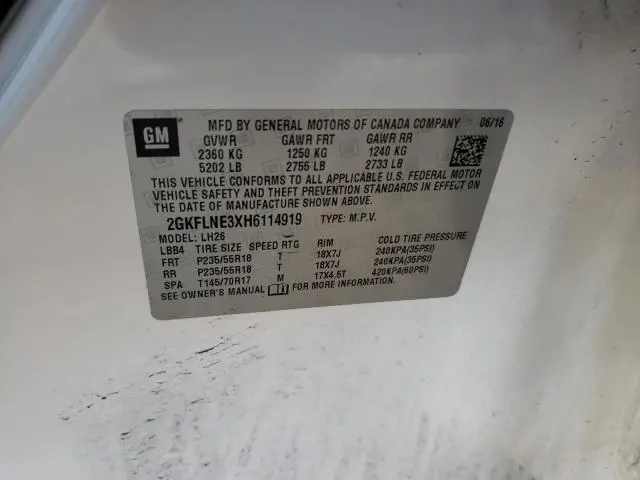 GM
MFD BY GENERAL MOTORS OF CANADA COMPANY 06/16
GVWR GAWR FRT GAWR RR
2360 KG 1250 KG 1240 KG
5202 LB 2755 LB 2733 LB
THIS VEHICLE CONFORMS TO ALL APPLICABLE U.S. FEDERAL MOTOR
VEHICLE SAFETY AND THEFT PREVENTION STANDARDS IN EFFECT ON
THE DATE OF MANUFACTURE SHOWN ABOVE.
2GKFLNE3XH6114919 TYPE: M.P.V.
MODEL: LH26
LBB4 TIRE SIZE SPEED RTG RIM COLD TIRE PRESSURE
FRT P235/55R18 T 18X7J 240KPA(35PSI)
RR P235/55R18 T 18X7J 240KPA(35PSI)
SPA T145/70R17 M 17X4.5T 420KPA(60PSI)
SEE OWNER'S MANUAL FOR MORE INFORMATION